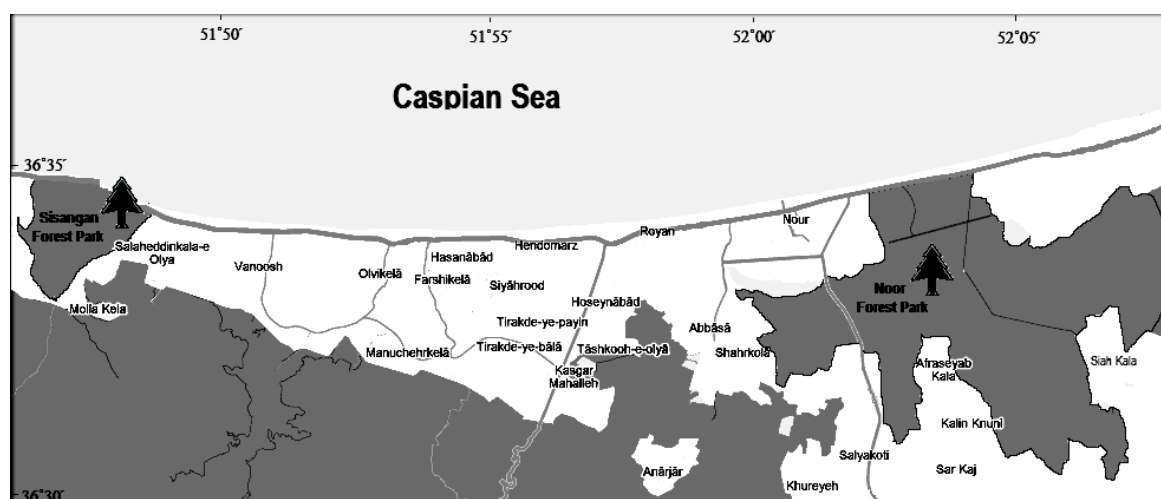 51°50′
51°55′
52°00′
52°05′
Caspian Sea
36°35′
Sisangan
Forest Park
Salaheddinkala-e
Olya
Vanoosh
Olvikelā
Hasanābād
Farshikelā
Hendomarz
Siyāhrood
Royan
Nour
Noor
Forest Park
Molla Kela
Hoseynābād
Tirakde-ye-payin
Abbāsā
Manuchehrkelā
Tirakde-ye-bālā
Tāshkooh-e-olyā
Shahrkolā
Kasgar
Mahalleh
Afraseyab
Kala
Siah Kala
Kalin Knuni
Salyakoti
Anārjār
Sar Kaj
Khureyeh
36°30′